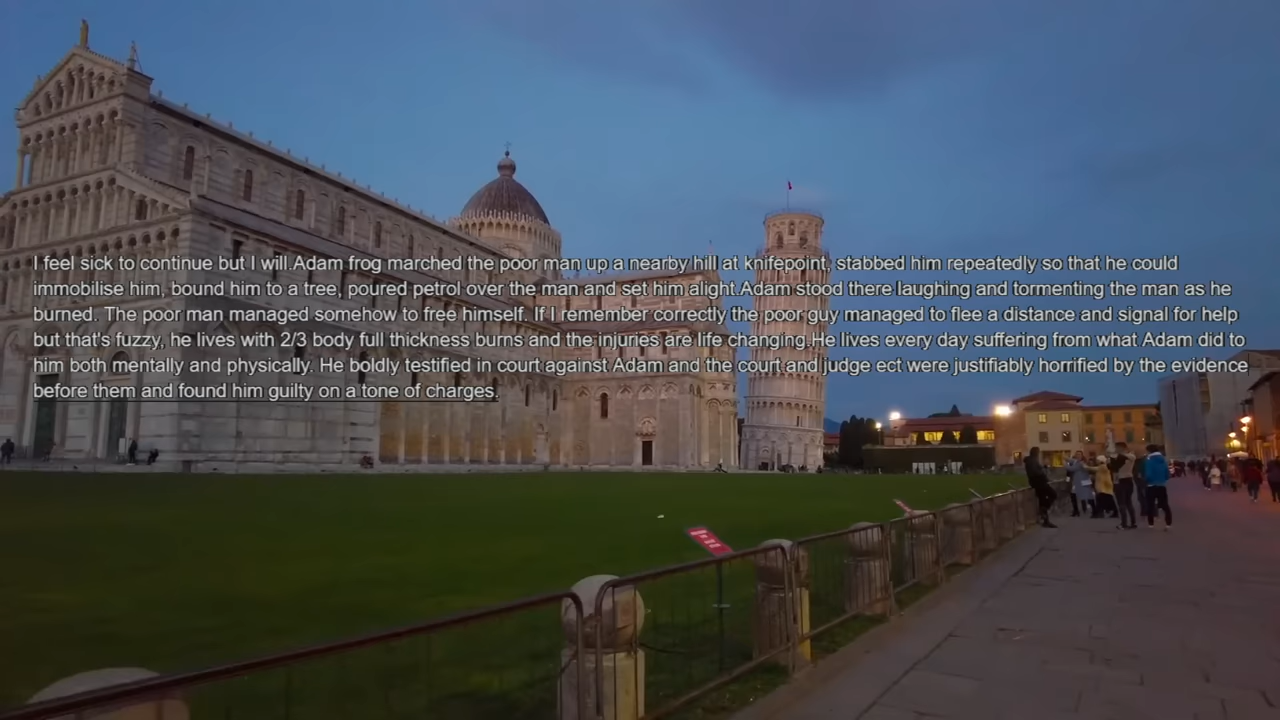 I feel sick to continue but I will.Adam frog marched the poor man up a nearby hill at knifepoint, stabbed him repeatedly so that he could
immobilise him, bound him to a tree, poured petrol over the man and set him alight.Adam stood there laughing and tormenting the man as he
burned. The poor man managed somehow to free himself. If I remember correctly the poor guy managed to flee a distance and signal for help
but that's fuzzy, he lives with 2/3 body full thickness burns and the injuries are life changing.He lives every day suffering from what Adam did to
him both mentally and physically. He boldly testified in court against Adam and the court and judge ect were justifiably horrified by the evidence
before them and found him guilty on a tone of charges.